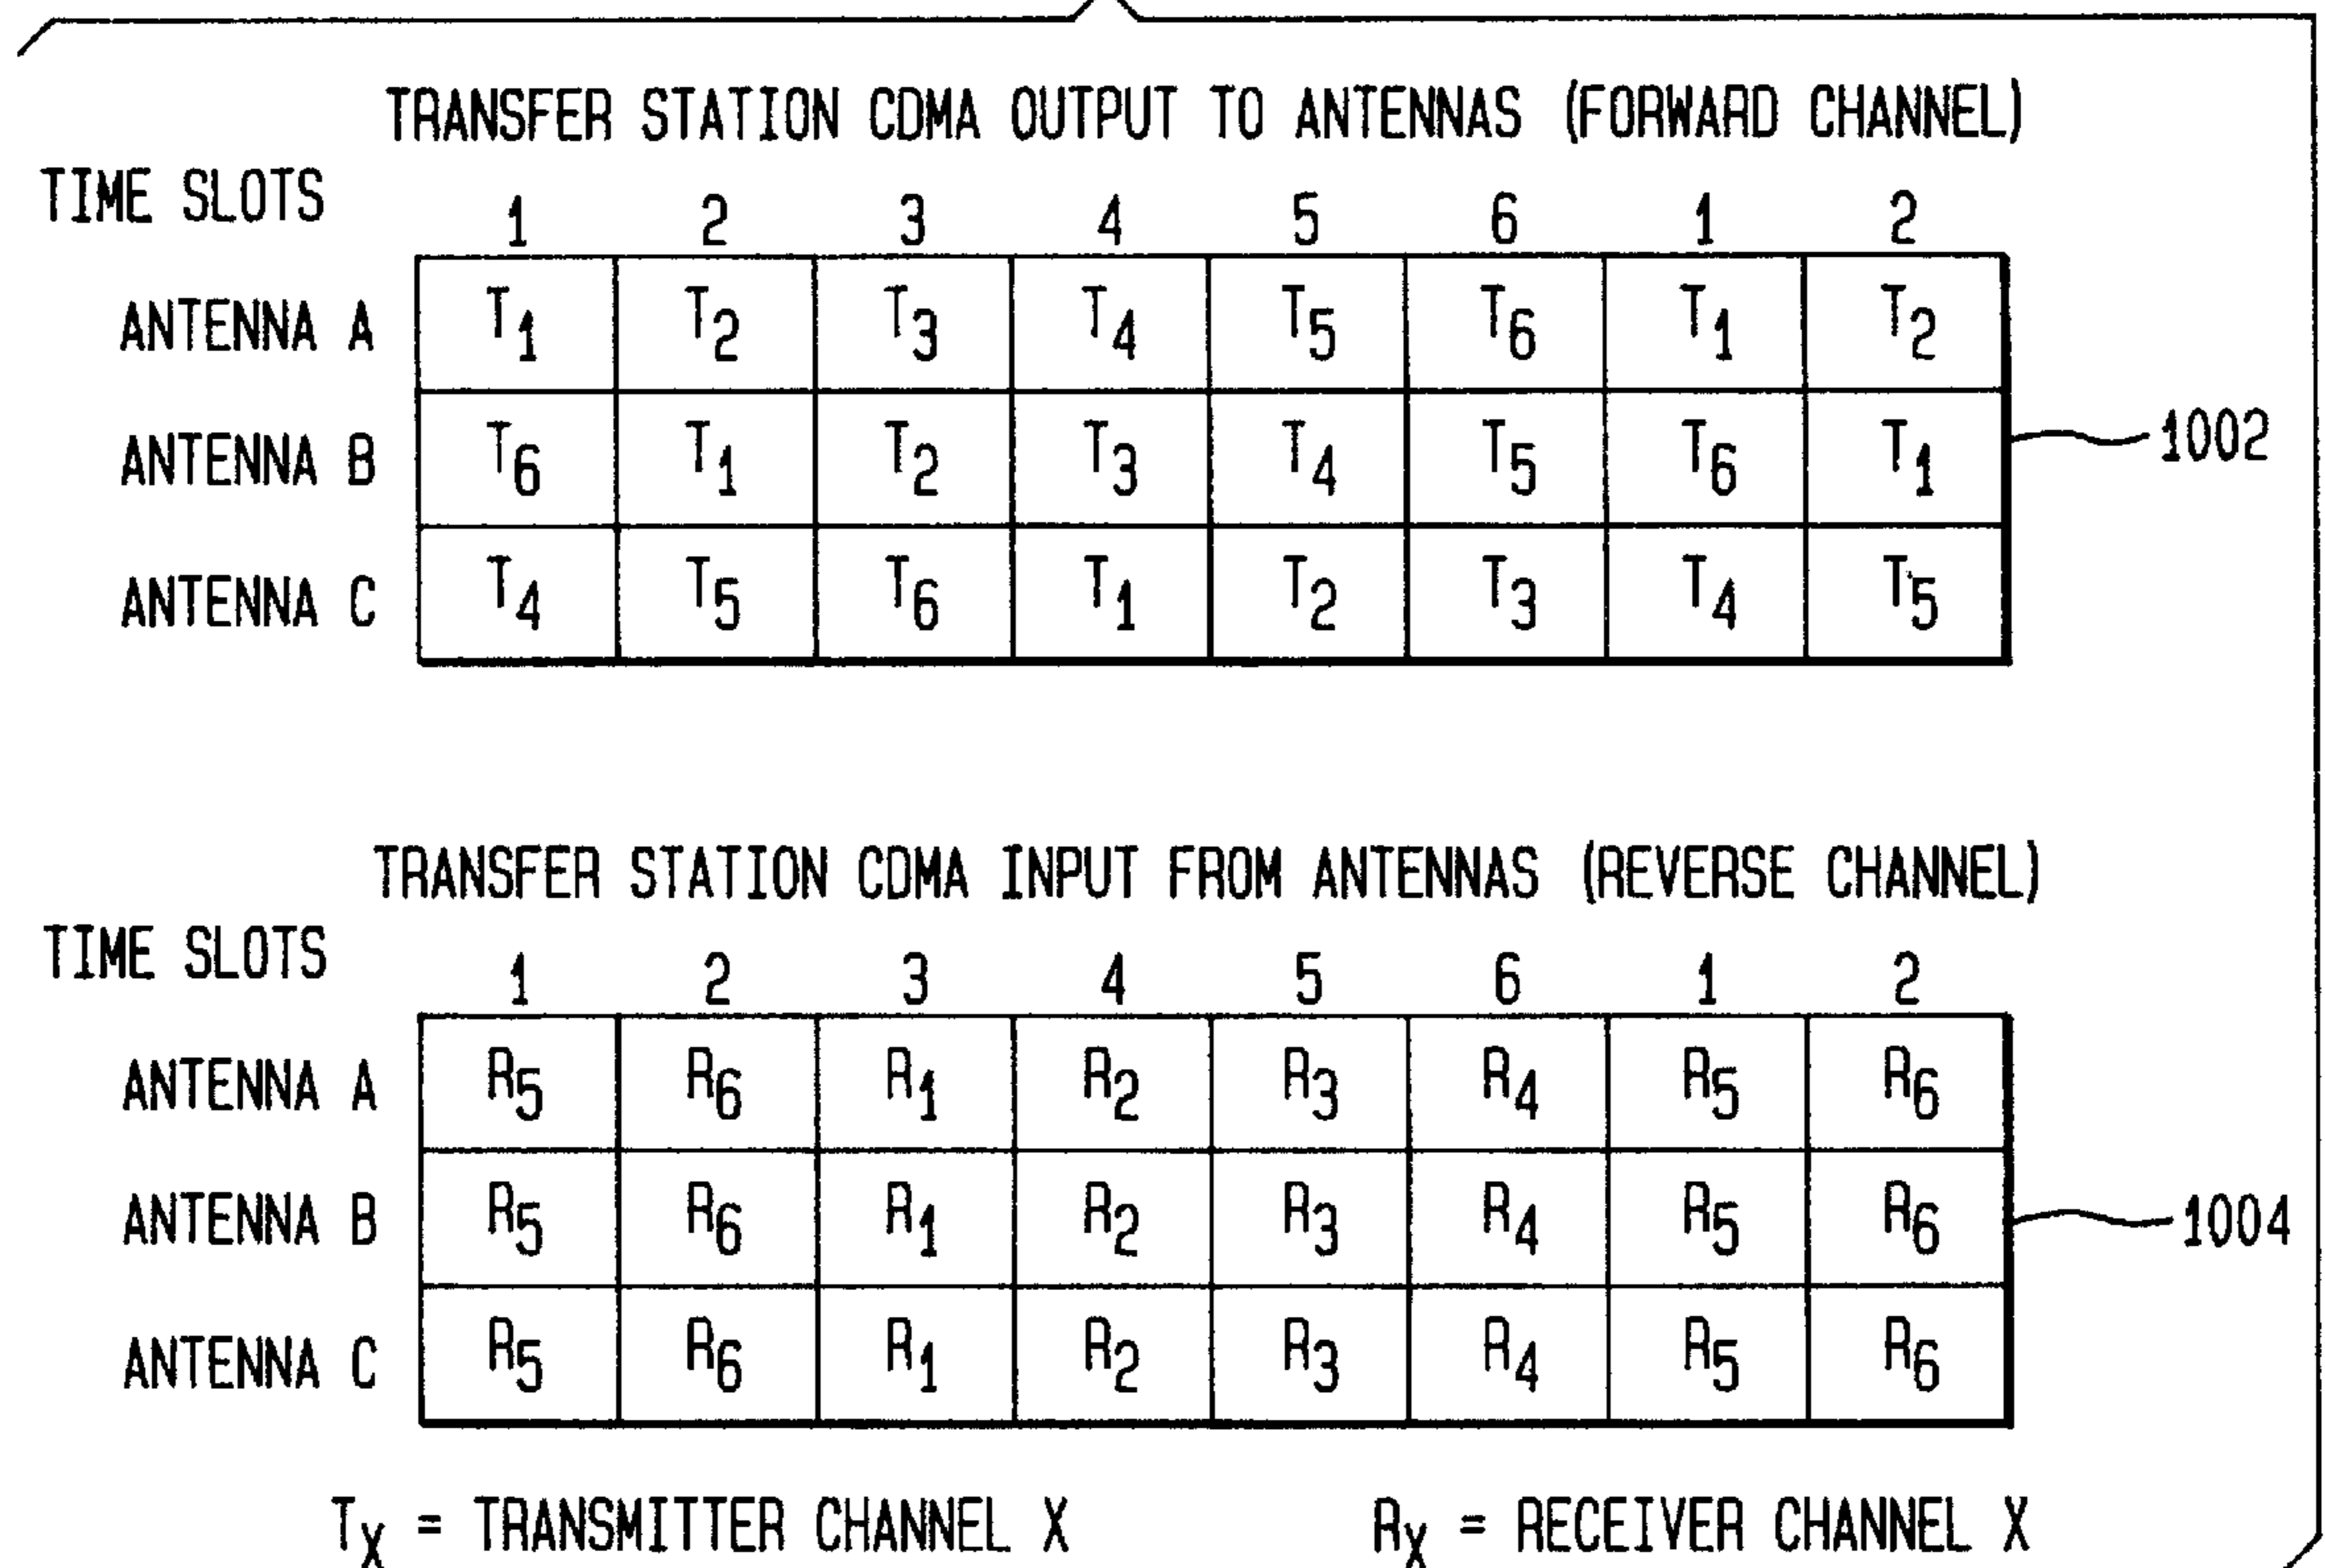 TRANSFER STATION CDMA OUTPUT TO ANTENNAS (FORWARD CHANNEL)
TIME SLOTS 1 2 3 4 5 6 1 2
ANTENNA A T1 T2 T3 T4 T5 T6 T1 T2
ANTENNA B T6 T1 T2 T3 T4 T5 T6 T1
1002
ANTENNA C T4 T5 T6 T1 T2 T3 T4 T5
TRANSFER STATION CDMA INPUT FROM ANTENNAS (REVERSE CHANNEL)
TIME SLOTS 1 2 3 4 5 6 1 2
ANTENNA A R5 R6 R1 R2 R3 R4 R5 R6
ANTENNA B R5 R6 R1 R2 R3 R4 R5 R6
1004
ANTENNA C R5 R6 R1 R2 R3 R4 R5 R6
TX = TRANSMITTER CHANNEL X RX = RECEIVER CHANNEL X